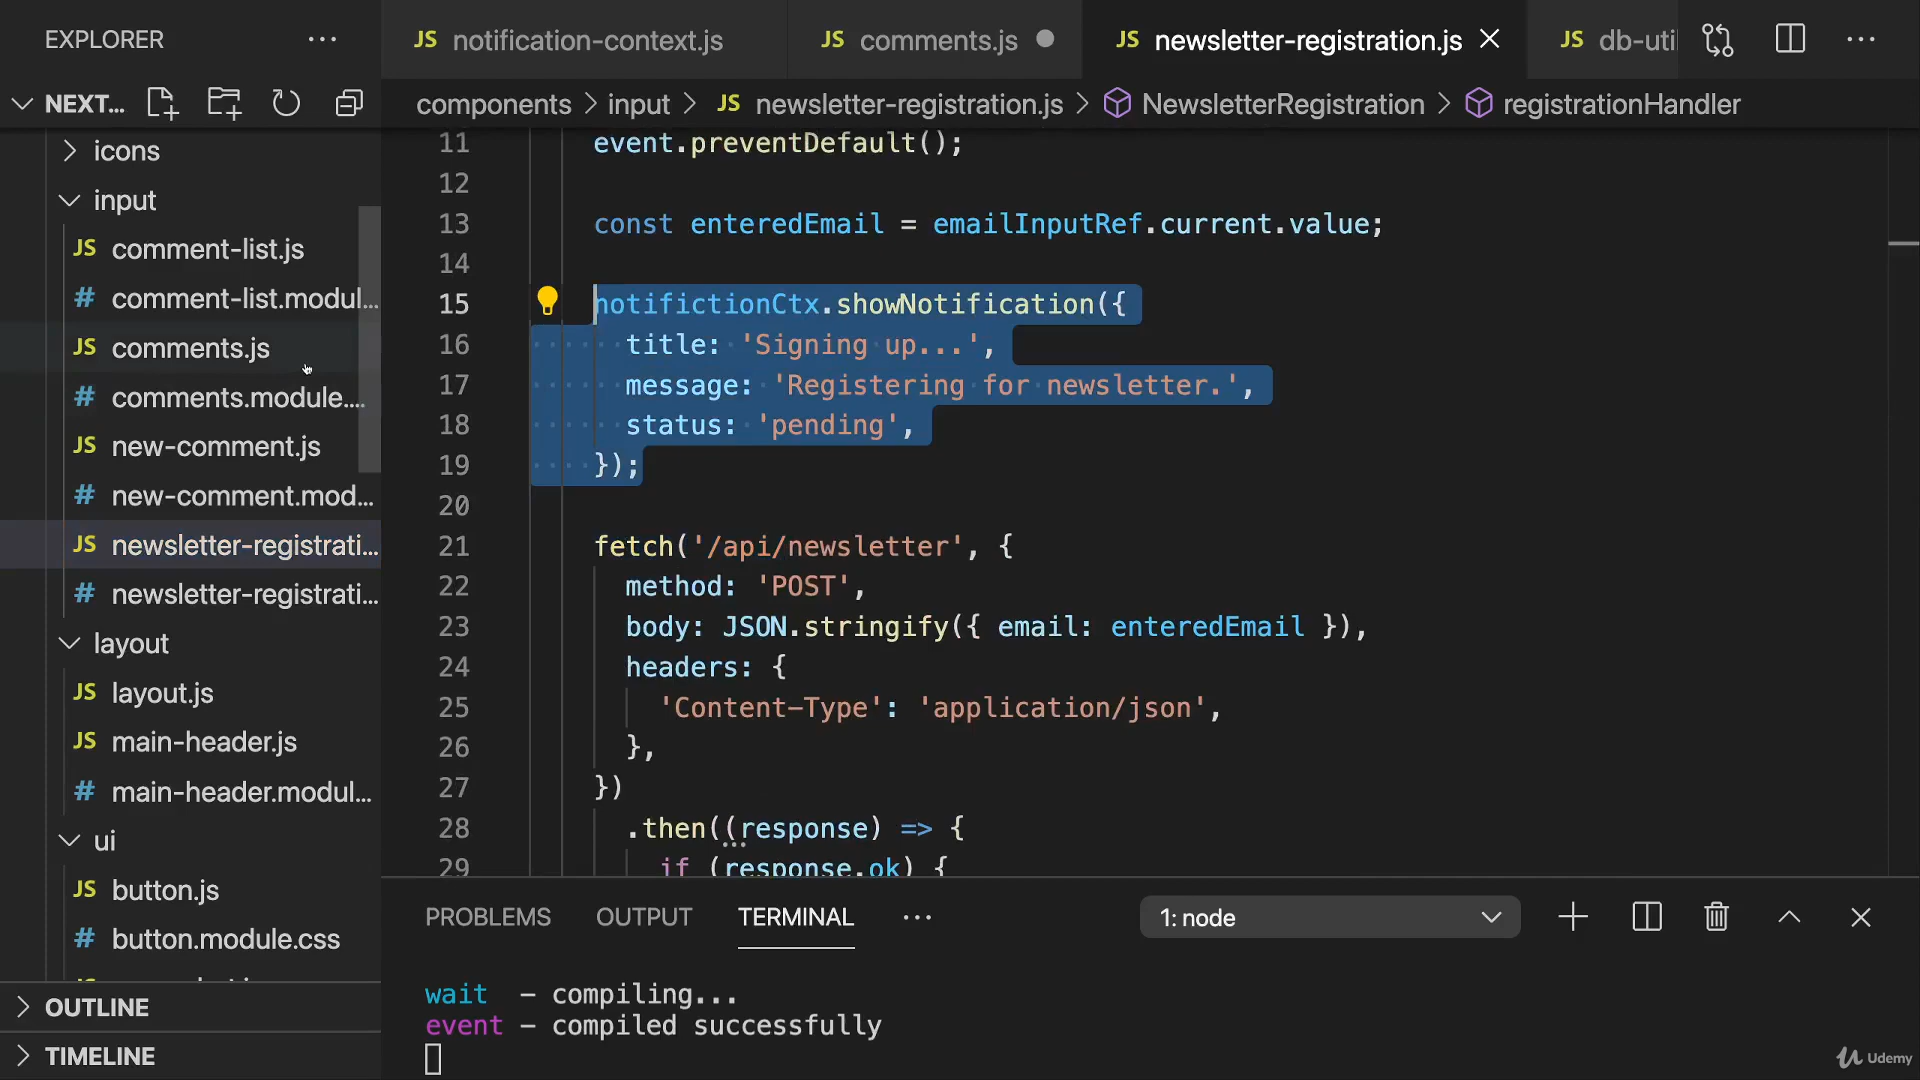 EXPLORER
NEXT...
icons
input
JS comment-list.js
# comment-list.modul...
JS comments.js
# comments.module....
JS new-comment.js
# new-comment.mod...
JS newsletter-registrati...
# newsletter-registrati...
layout
JS layout.js
JS main-header.js
# main-header.modul...
ui
JS button.js
# button.module.css
OUTLINE
TIMELINE
JS notification-context.js
JS comments.js
JS newsletter-registration.js
JS db-uti
components > input > JS newsletter-registration.js > NewsletterRegistration > registrationHandler
11 event.preventDefault();
12
13 const enteredEmail = emailInputRef.current.value;
14
15 notifictionCtx.showNotification({
16 title: 'Signing up...',
17 message: 'Registering for newsletter.',
18 status: 'pending',
19 });
20
21 fetch('/api/newsletter', {
22 method: 'POST',
23 body: JSON.stringify({ email: enteredEmail }),
24 headers: {
25 'Content-Type': 'application/json',
26 },
27 })
28 .then((response) => {
29 if (response.ok) {
PROBLEMS OUTPUT TERMINAL ...
1: node
wait - compiling...
event - compiled successfully
Udemy